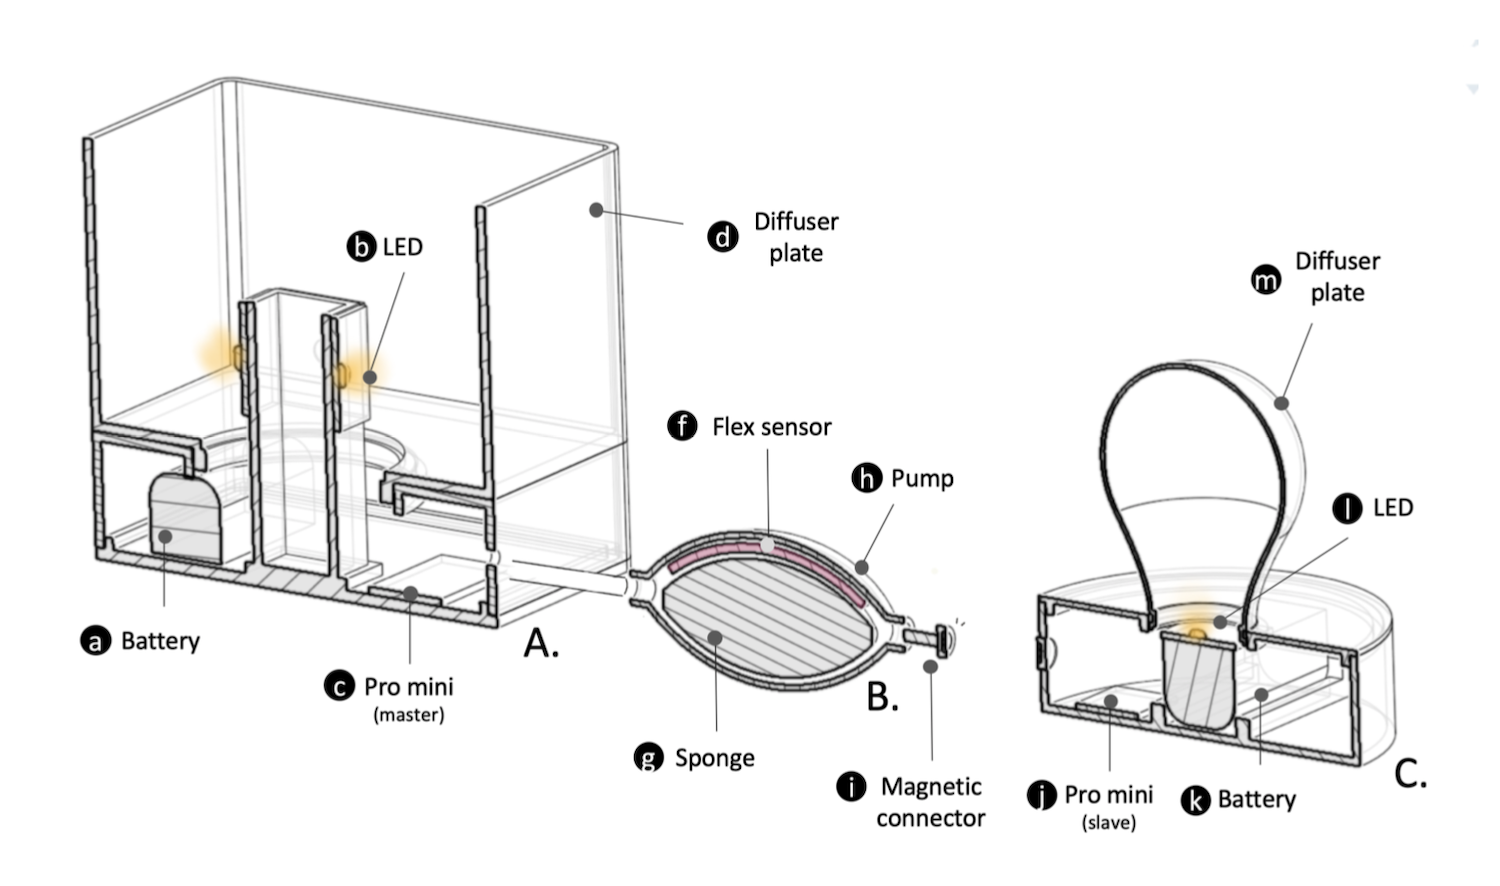 b LED
d Diffuser
plate
m Diffuser
plate
f Flex sensor
h Pump
l LED
a Battery
A.
c Pro mini
(master)
B.
g Sponge
i Magnetic
connector
j Pro mini
(slave)
k Battery
C.